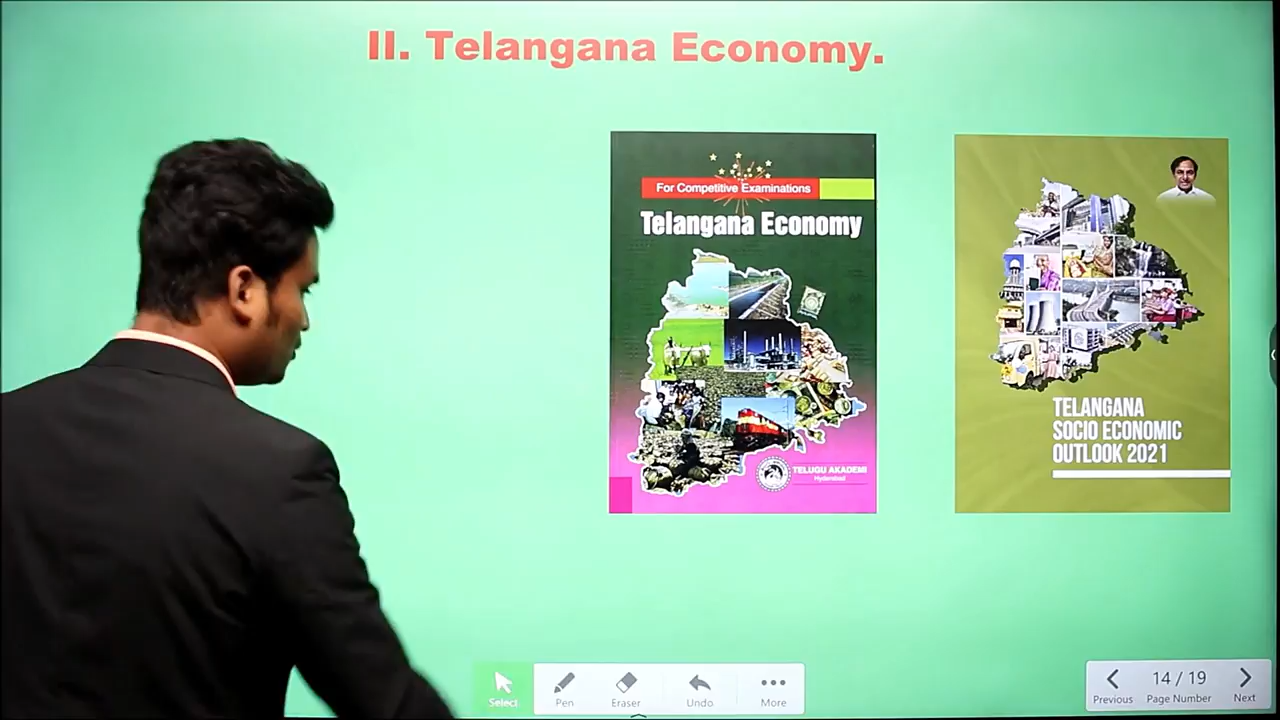 II. Telangana Economy.
For Competitive Examinations
Telangana Economy
TELUGU AKADEMI
Hyderabad
TELANGANA
SOCIO ECONOMIC
OUTLOOK 2021
Select
Pen
Eraser
Undo
More
Previous
14 / 19
Page Number
Next